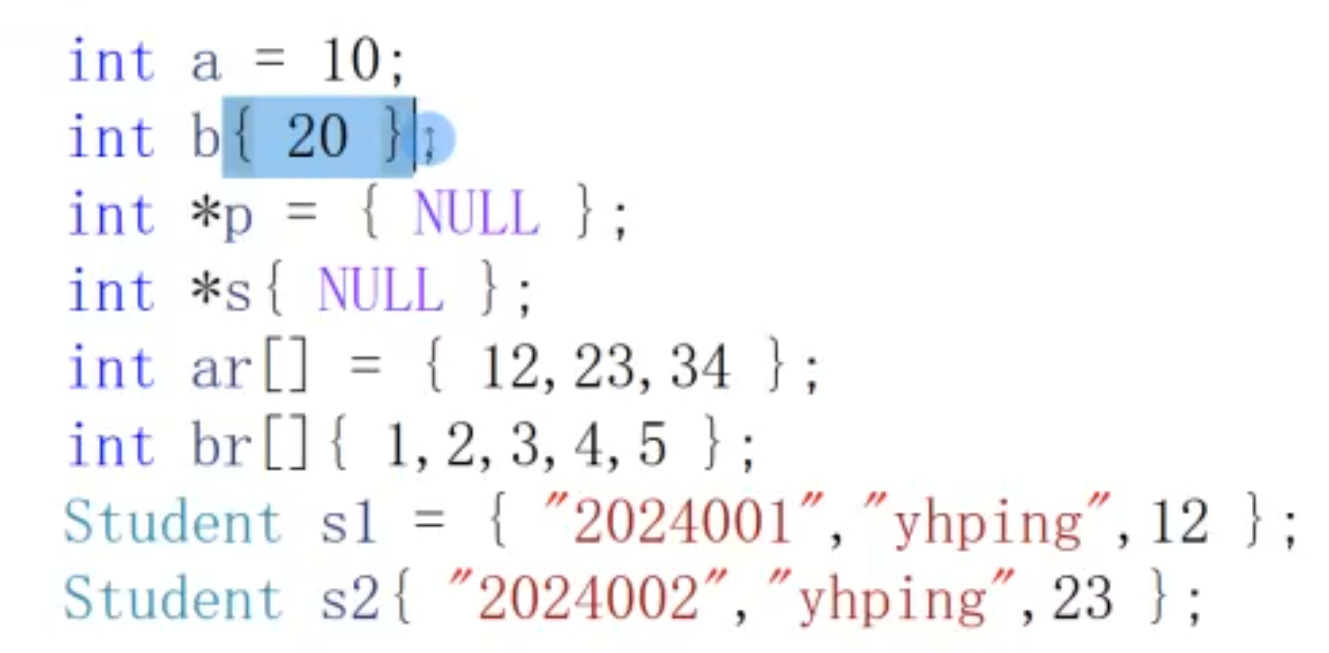 int a = 10;
int b{ 20 };
int *p = { NULL };
int *s{ NULL };
int ar[] = { 12,23,34 };
int br[]{ 1,2,3,4,5 };
Student s1 = { "2024001","yhping",12 };
Student s2{ "2024002","yhping",23 };